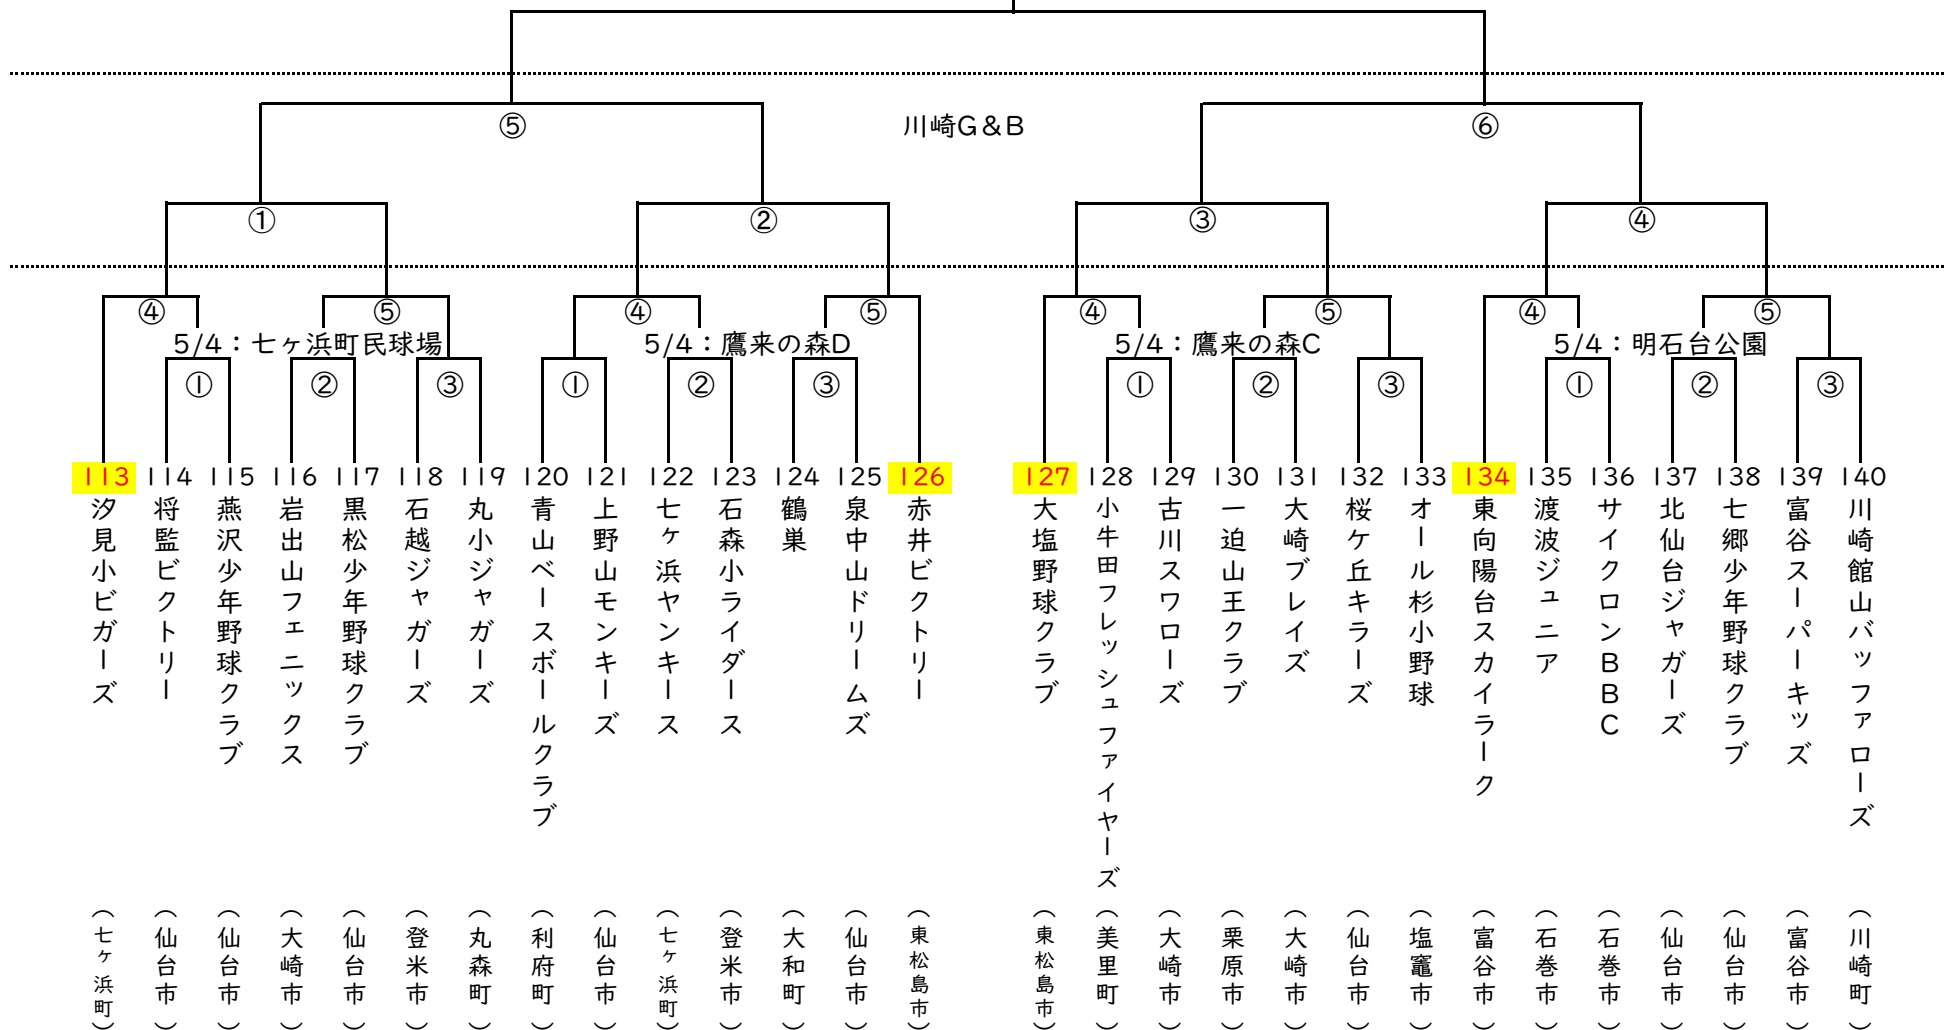 川崎G&B
⑤
⑥
①
②
③
④
④
⑤
④
⑤
④
⑤
④
⑤
5/4：七ヶ浜町民球場
5/4：鷹来の森D
5/4：鷹来の森C
5/4：明石台公園
①
②
③
①
②
③
①
②
③
①
②
③
113 汐見小ビガーズ （七ヶ浜町）
114 将監ビクトリー （仙台市）
115 燕沢少年野球クラブ （仙台市）
116 岩出山フェニックス （大崎市）
117 黒松少年野球クラブ （仙台市）
118 石越ジャガーズ （登米市）
119 丸小ジャガーズ （丸森町）
120 青山ベースボールクラブ （利府町）
121 上野山モンキーズ （仙台市）
122 七ヶ浜ヤンキース （七ヶ浜町）
123 石森小ライダース （登米市）
124 鶴巣 （大和町）
125 泉中山ドリームズ （仙台市）
126 赤井ビクトリー （東松島市）
127 大塩野球クラブ （東松島市）
128 小牛田フレッシュファイヤーズ （美里町）
129 古川スワローズ （大崎市）
130 一迫山王クラブ （栗原市）
131 大崎ブレイズ （大崎市）
132 桜ケ丘キラーズ （仙台市）
133 オール杉小野球 （塩竈市）
134 東向陽台スカイラーク （富谷市）
135 渡波ジュニア （石巻市）
136 サイクロンBBC （石巻市）
137 北仙台ジャガーズ （仙台市）
138 七郷少年野球クラブ （仙台市）
139 富谷スーパーキッズ （富谷市）
140 川崎館山バッファローズ （川崎町）